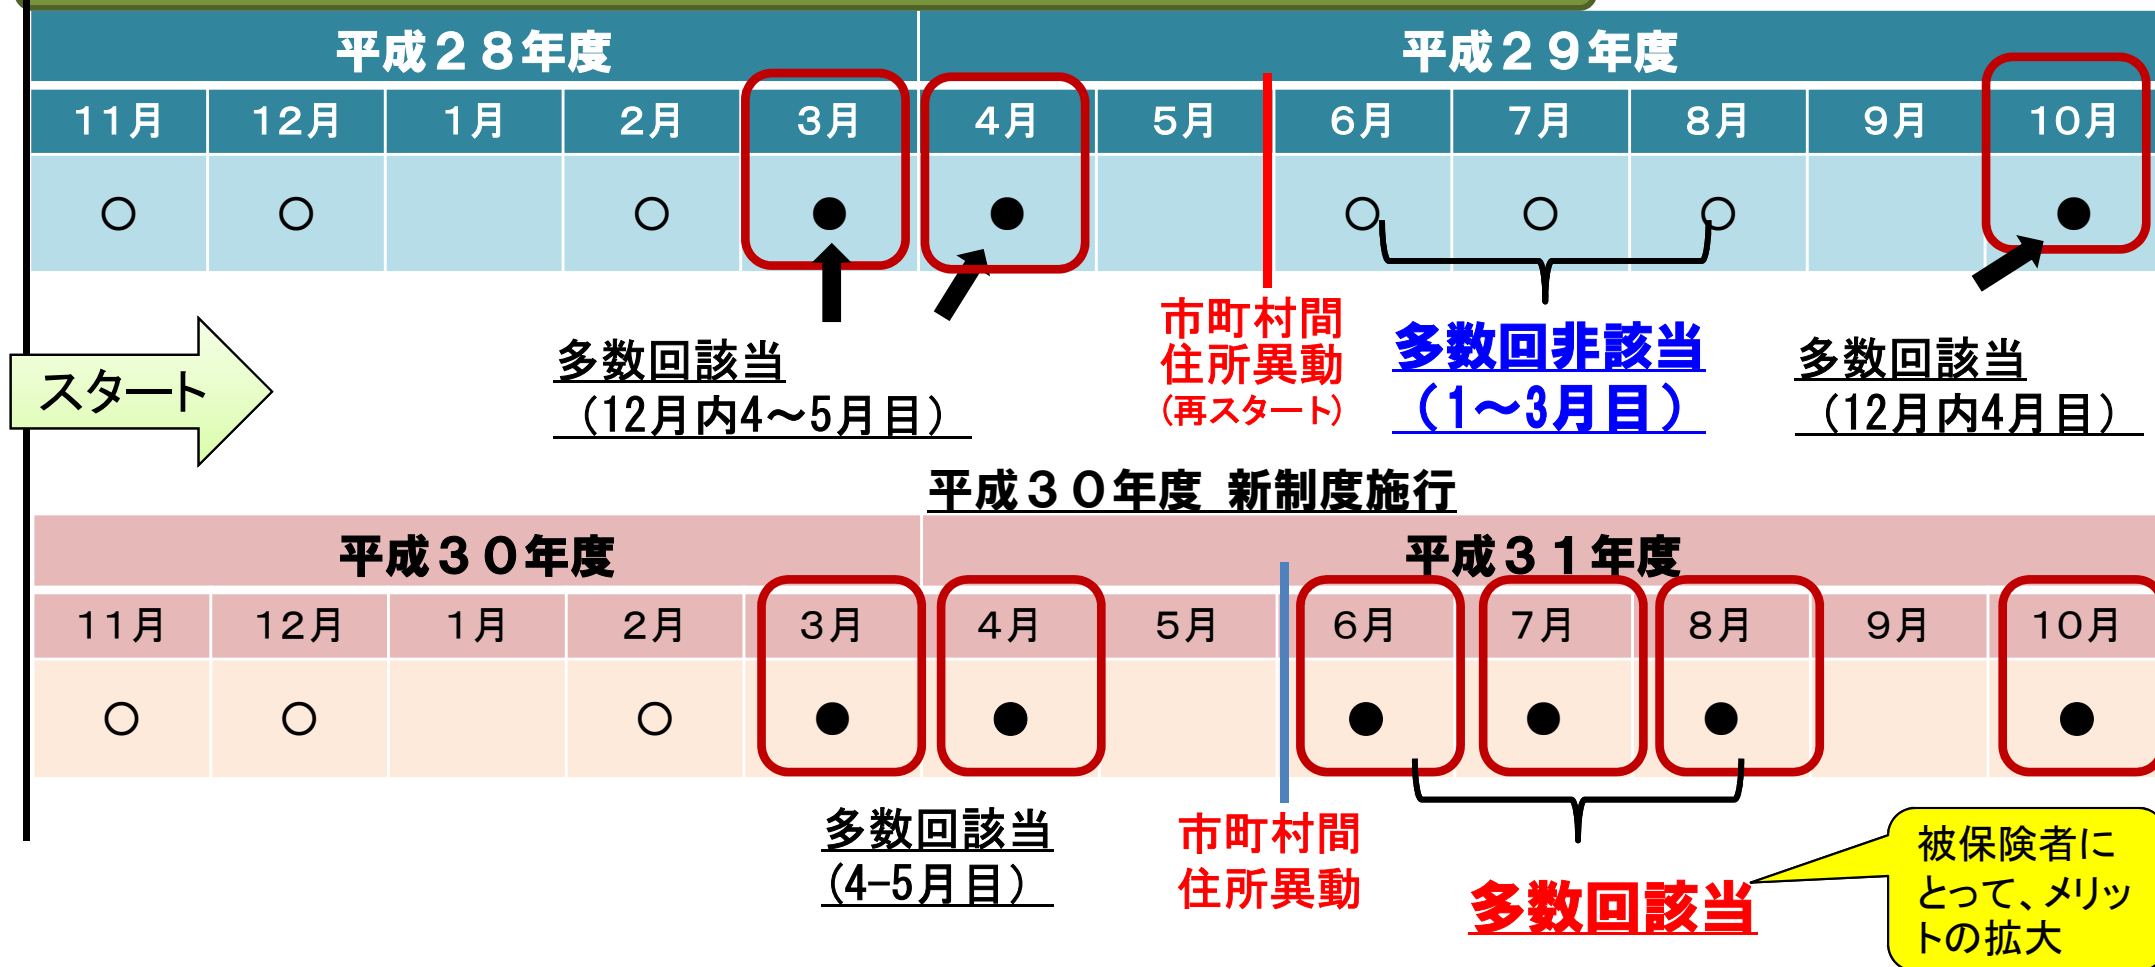 平成２８年度 平成２９年度
11月 12月 1月 2月 3月 4月 5月 6月 7月 8月 9月 10月
○ ○ ○ ● ● ○ ○ ○ ●
スタート
多数回該当
（12月内4～5月目）
市町村間
住所異動
（再スタート）
多数回非該当
（1～3月目）
多数回該当
（12月内4月目）
平成３０年度 新制度施行
平成３０年度 平成３１年度
11月 12月 1月 2月 3月 4月 5月 6月 7月 8月 9月 10月
○ ○ ○ ● ● ● ● ● ●
多数回該当
(4-5月目)
市町村間
住所異動
多数回該当
被保険者に
とって、メリッ
トの拡大